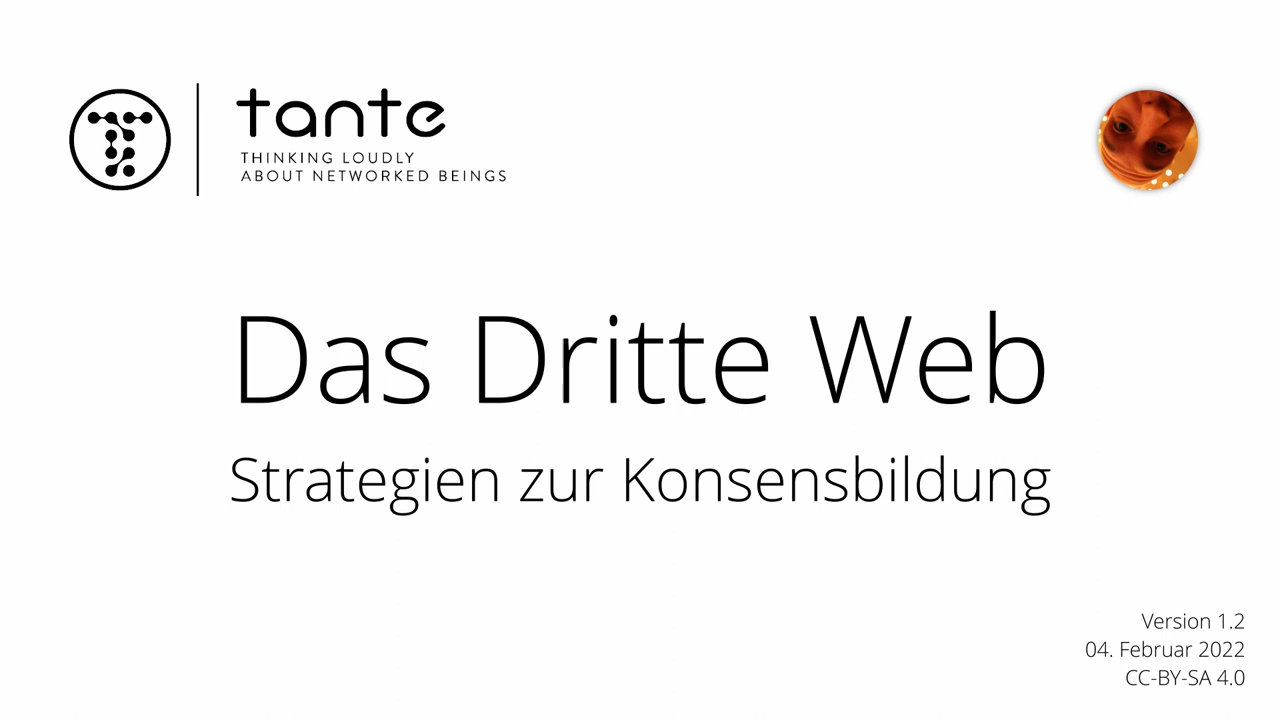 tante
THINKING LOUDLY
ABOUT NETWORKED BEINGS
Das Dritte Web
Strategien zur Konsensbildung
Version 1.2
04. Februar 2022
CC-BY-SA 4.0